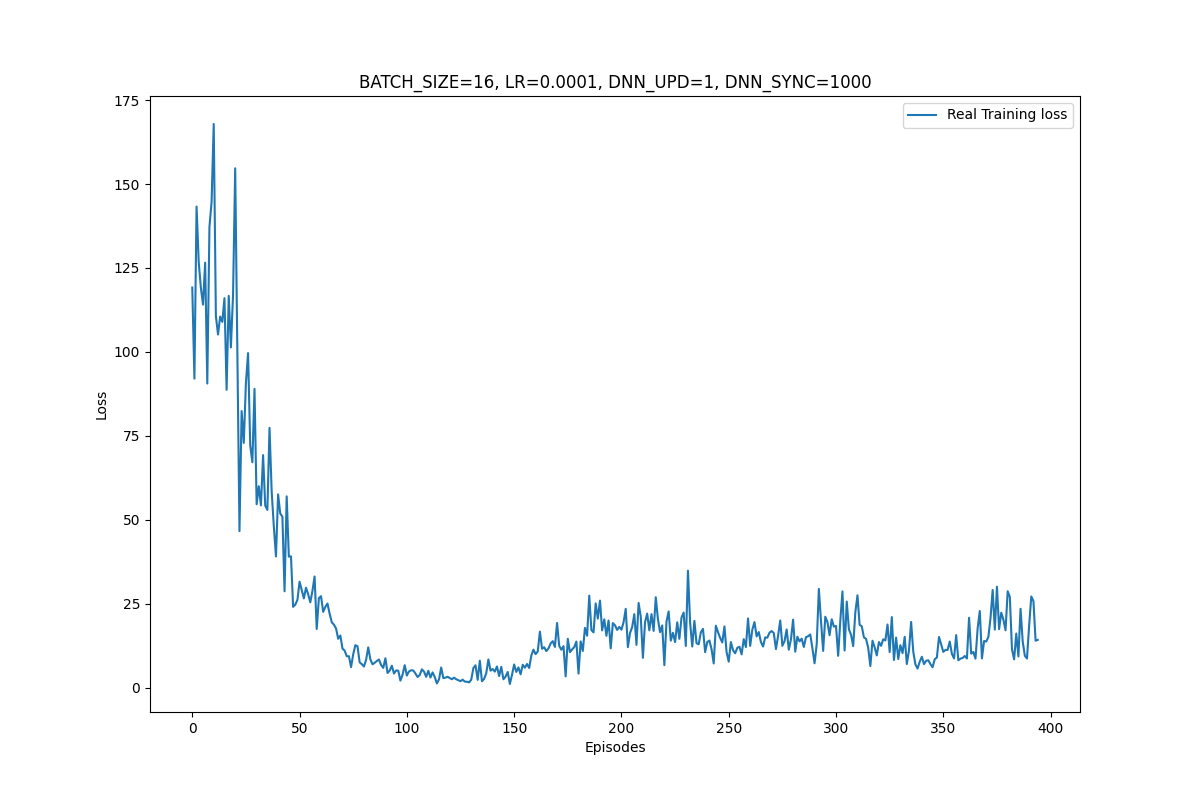 BATCH_SIZE=16, LR=0.0001, DNN_UPD=1, DNN_SYNC=1000
Real Training loss
175
150
125
100
75
50
25
0
Loss
0 50 100 150 200 250 300 350 400
Episodes